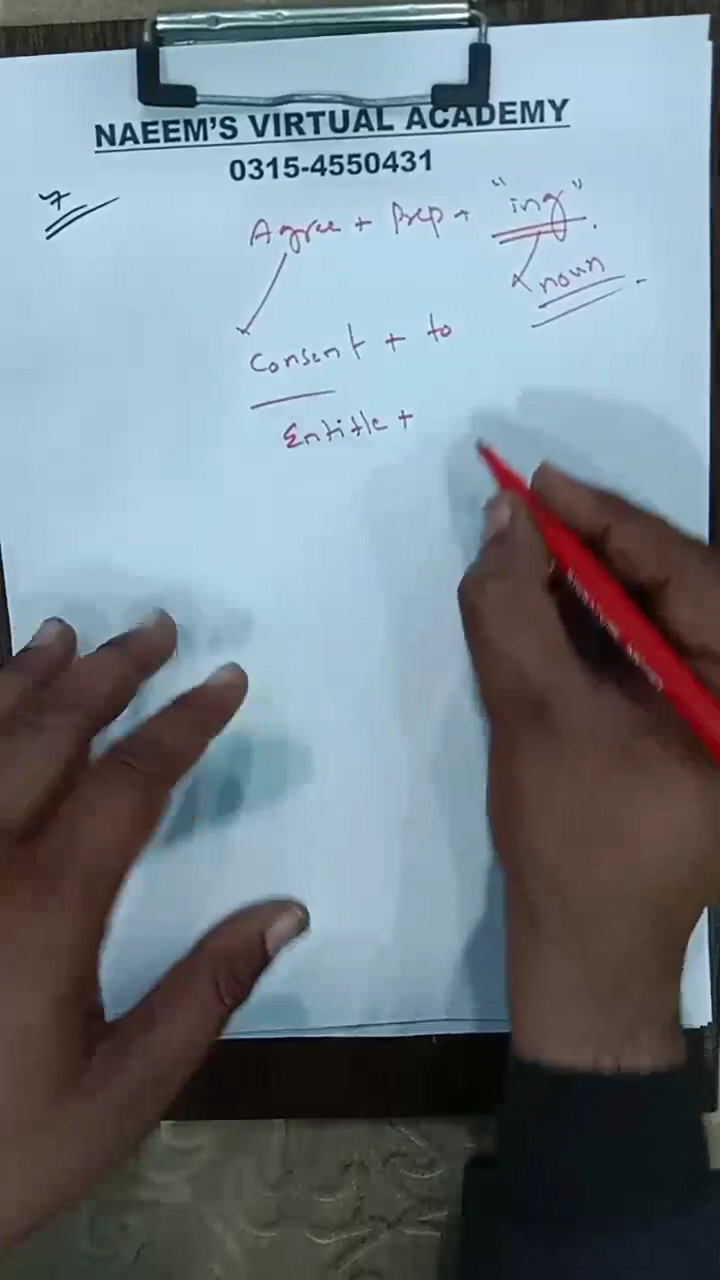 NAEEM'S VIRTUAL ACADEMY
0315-4550431
7
Agree + Prep + "ing".
noun.
Consent + to
Entitle +